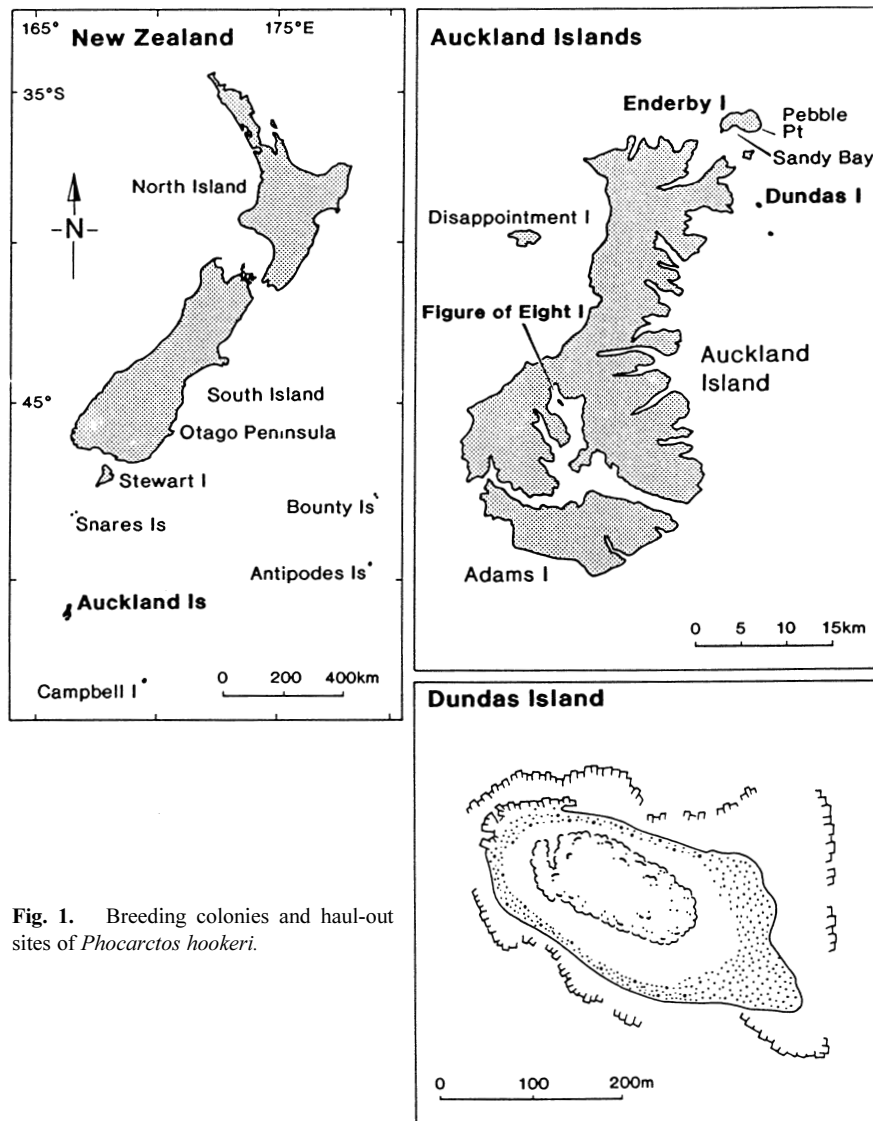 165°
New Zealand
175°E
35°S
-N-
North Island
45°
South Island
Otago Peninsula
Stewart I
Snares Is
Bounty Is
Antipodes Is
Auckland Is
Campbell I
0 200 400km
Auckland Islands
Enderby I
Pebble
Pt
Sandy Bay
Dundas I
Disappointment I
Figure of Eight I
Auckland
Island
Adams I
0 5 10 15km
Dundas Island
0 100 200m
Fig. 1. Breeding colonies and haul-out
sites of Phocarctos hookeri.